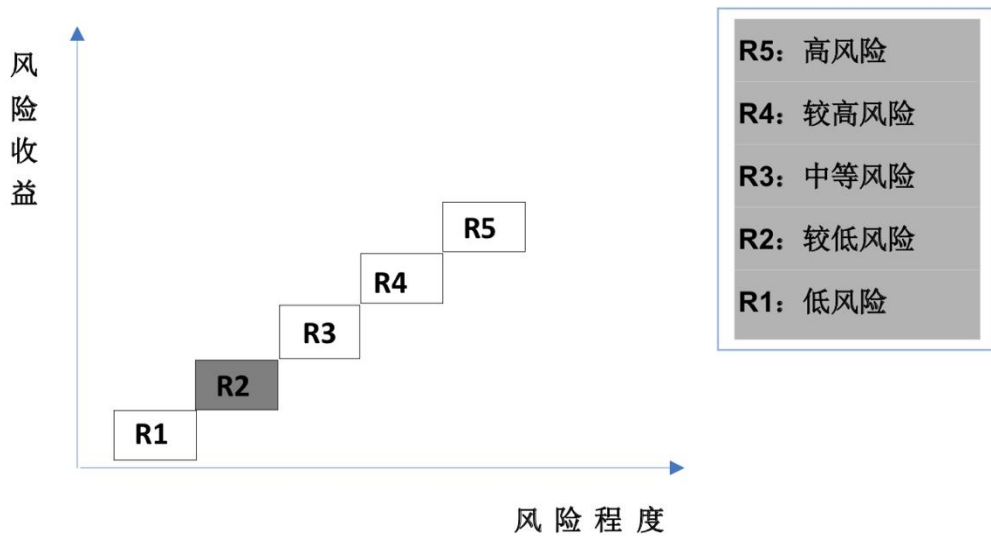 风险收益
R5
R4
R3
R2
R1
风险程度
R5：高风险
R4：较高风险
R3：中等风险
R2：较低风险
R1：低风险